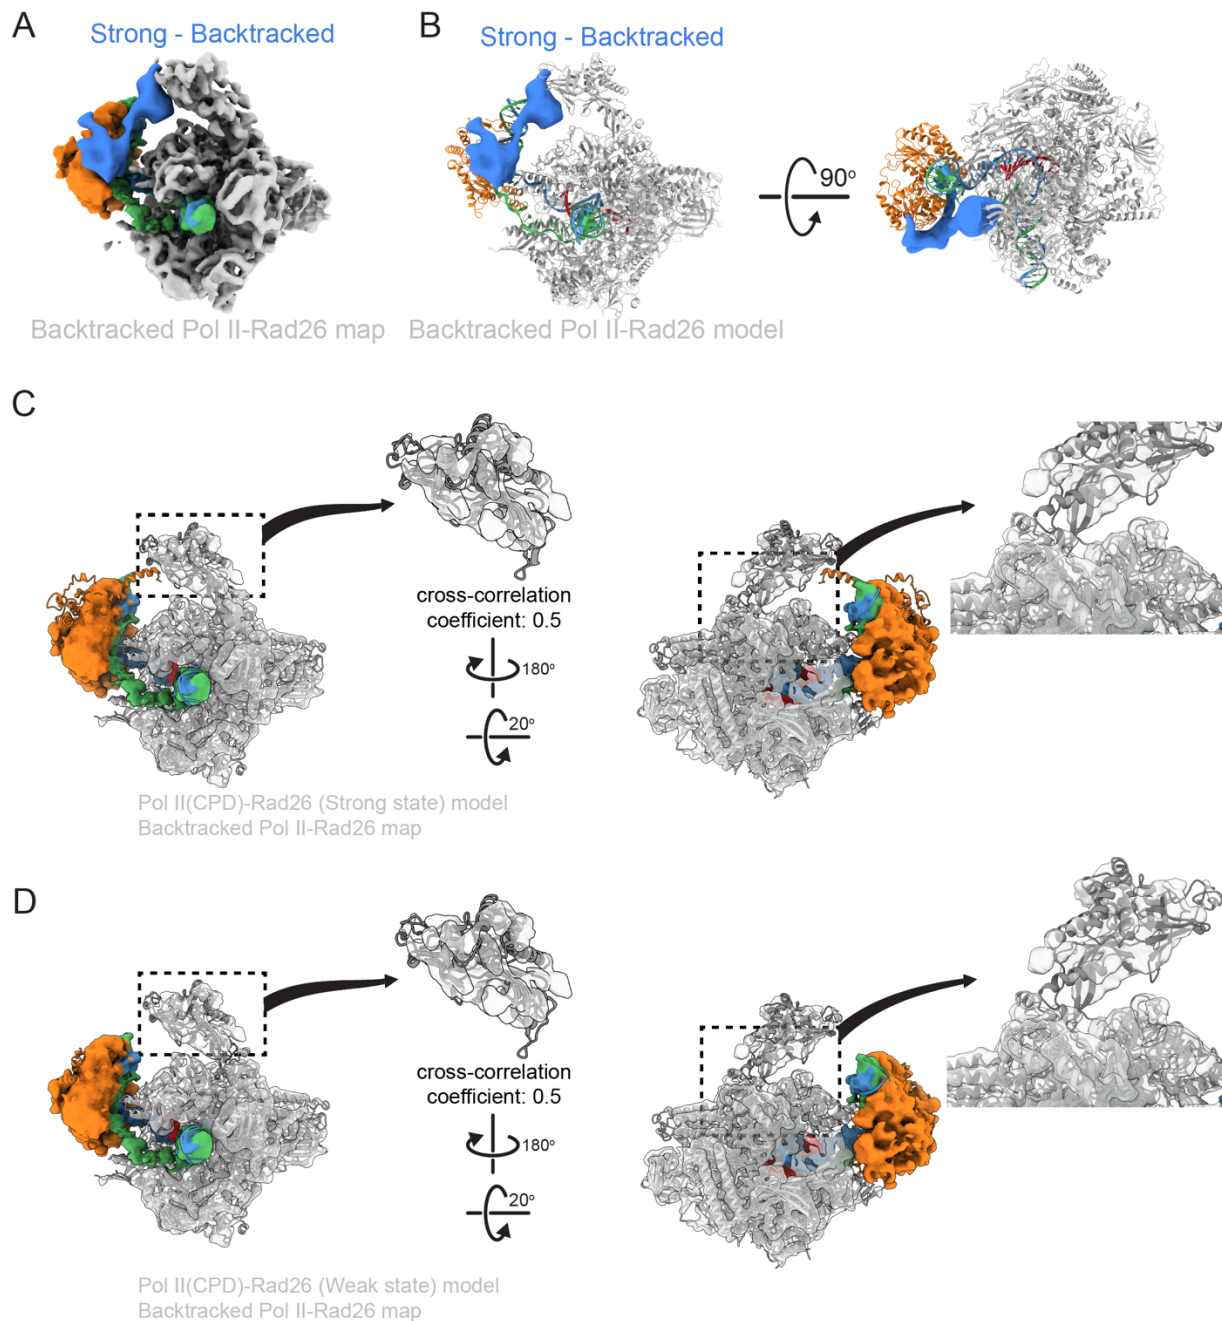 A
Strong - Backtracked
Backtracked Pol II-Rad26 map
B
Strong - Backtracked
90°
Backtracked Pol II-Rad26 model
C
cross-correlation
coefficient: 0.5
180°
20°
Pol II(CPD)-Rad26 (Strong state) model
Backtracked Pol II-Rad26 map
D
cross-correlation
coefficient: 0.5
180°
20°
Pol II(CPD)-Rad26 (Weak state) model
Backtracked Pol II-Rad26 map